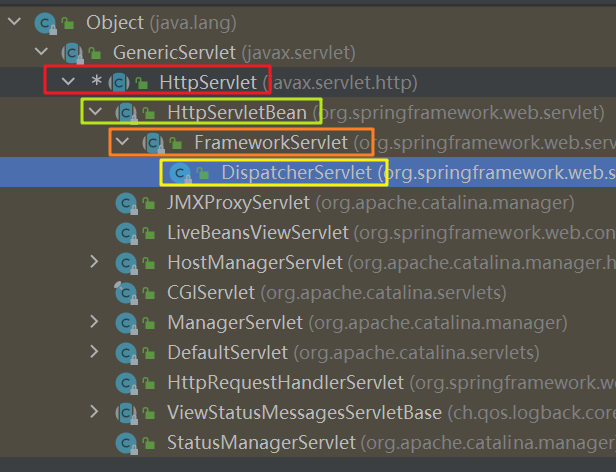 Object (java.lang)
GenericServlet (javax.servlet)
* HttpServlet (javax.servlet.http)
HttpServletBean (org.springframework.web.servlet)
FrameworkServlet (org.springframework.web.serv
DispatcherServlet (org.springframework.web.s
JMXProxyServlet (org.apache.catalina.manager)
LiveBeansViewServlet (org.springframework.web.con
HostManagerServlet (org.apache.catalina.manager.h
CGIServlet (org.apache.catalina.servlets)
ManagerServlet (org.apache.catalina.manager)
DefaultServlet (org.apache.catalina.servlets)
HttpRequestHandlerServlet (org.springframework.w
ViewStatusMessagesServletBase (ch.qos.logback.core
StatusManagerServlet (org.apache.catalina.manager)